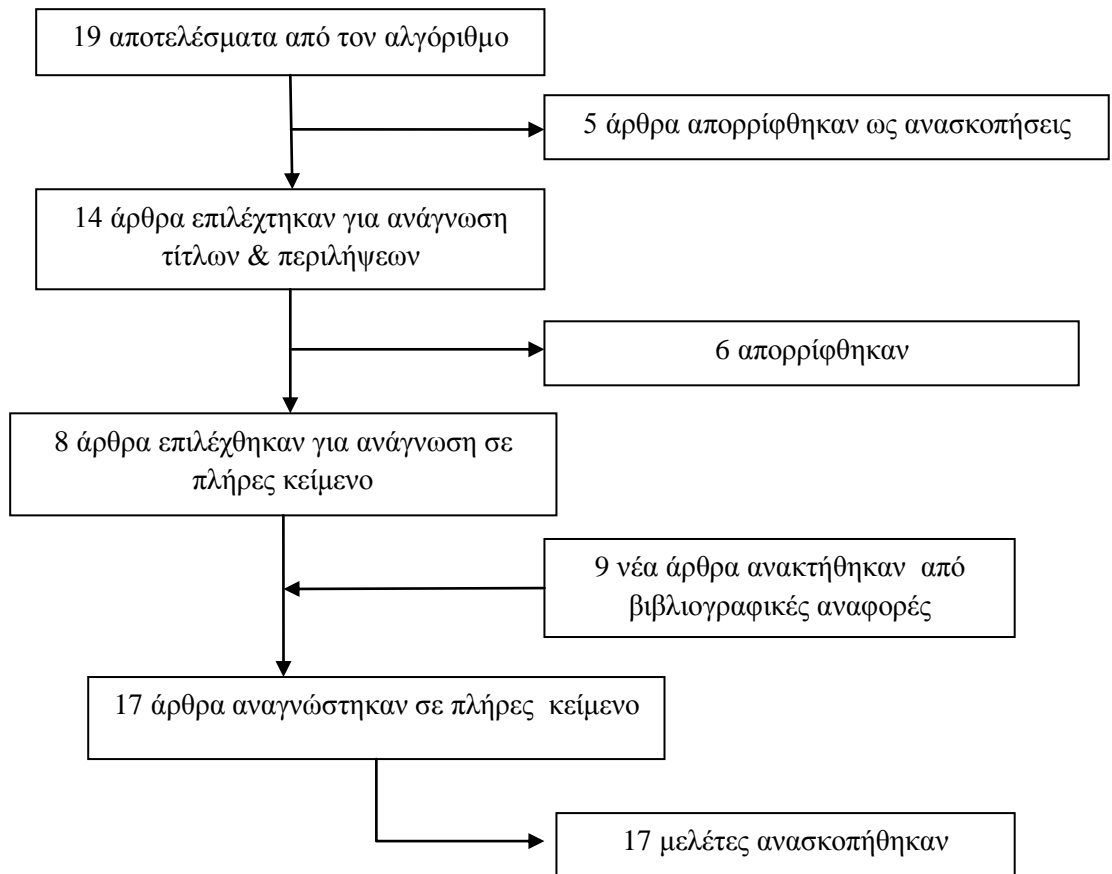 19 αποτελέσματα από τον αλγόριθμο
5 άρθρα απορρίφθηκαν ως ανασκοπήσεις
14 άρθρα επιλέχτηκαν για ανάγνωση
τίτλων & περιλήψεων
6 απορρίφθηκαν
8 άρθρα επιλέχθηκαν για ανάγνωση σε
πλήρες κείμενο
9 νέα άρθρα ανακτήθηκαν από
βιβλιογραφικές αναφορές
17 άρθρα αναγνώστηκαν σε πλήρες κείμενο
17 μελέτες ανασκοπήθηκαν